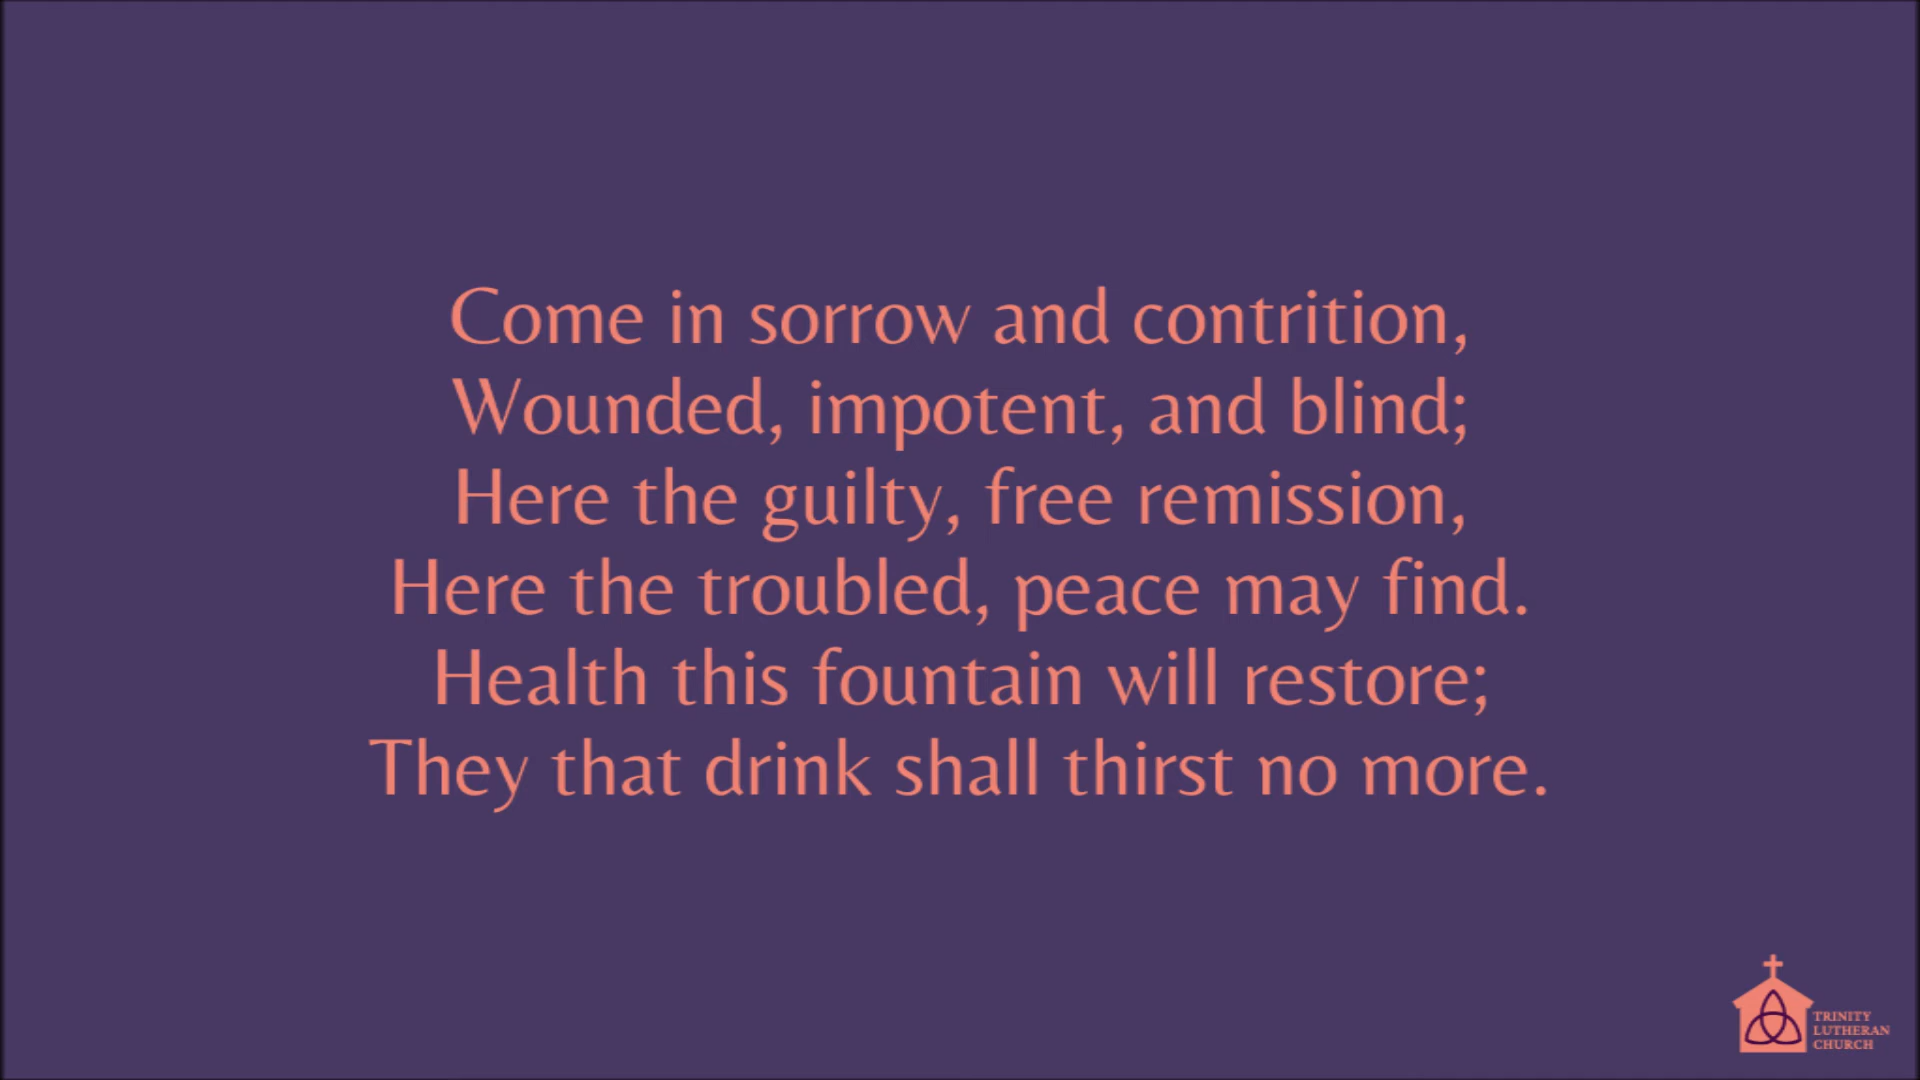 Come in sorrow and contrition,
Wounded, impotent, and blind;
Here the guilty, free remission,
Here the troubled, peace may find.
Health this fountain will restore;
They that drink shall thirst no more.
TRINITY
LUTHERAN
CHURCH